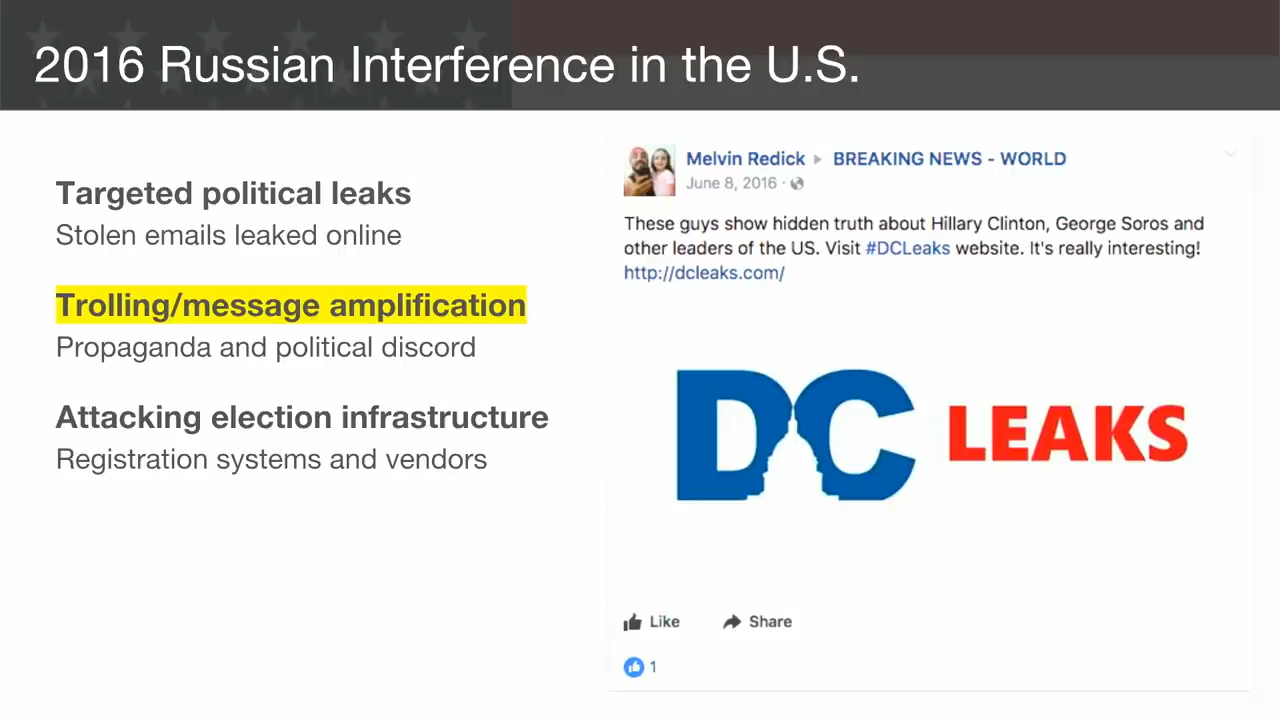 2016 Russian Interference in the U.S.
Targeted political leaks
Stolen emails leaked online
Trolling/message amplification
Propaganda and political discord
Attacking election infrastructure
Registration systems and vendors
Melvin Redick BREAKING NEWS - WORLD
June 8, 2016 ·
These guys show hidden truth about Hillary Clinton, George Soros and
other leaders of the US. Visit #DCLeaks website. It's really interesting!
http://dcleaks.com/
DC LEAKS
Like Share
1